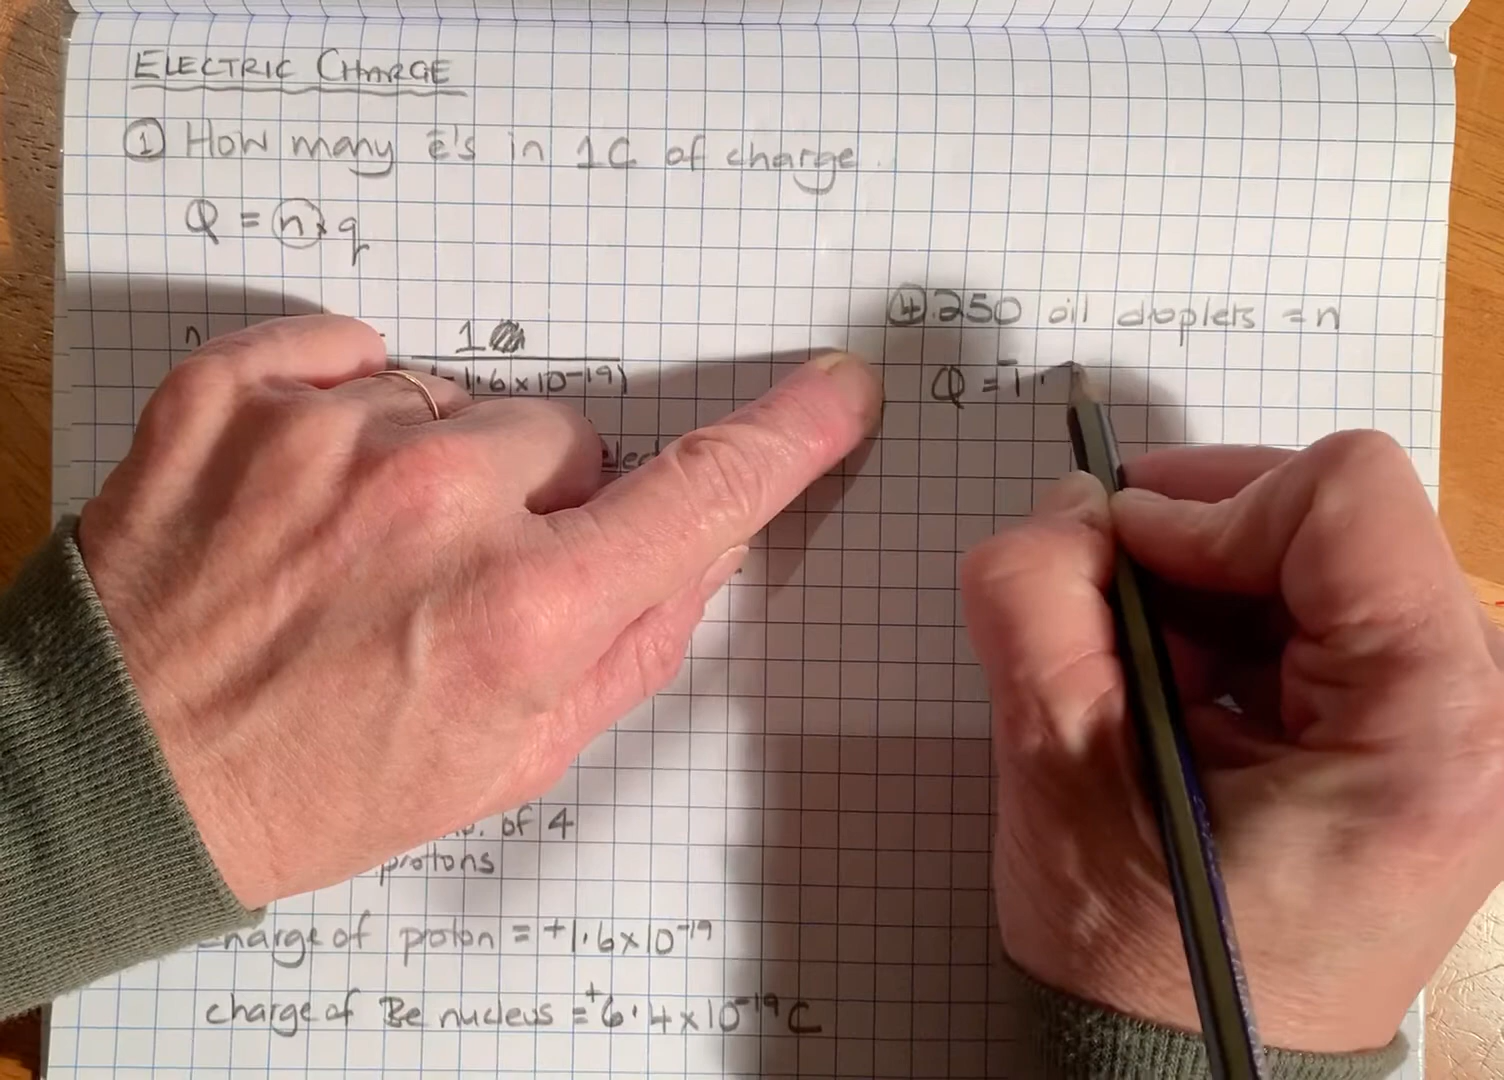 ELECTRIC CHARGE
① How many ē's in 1C of charge.
Q = n × q
n
1
(-1.6×10⁻¹⁹)
④ 250 oil droplets = n
Q = -1.
of 4
protons
charge of proton = +1.6×10⁻¹⁹
charge of Be nucleus = +6.4×10⁻¹⁹ C